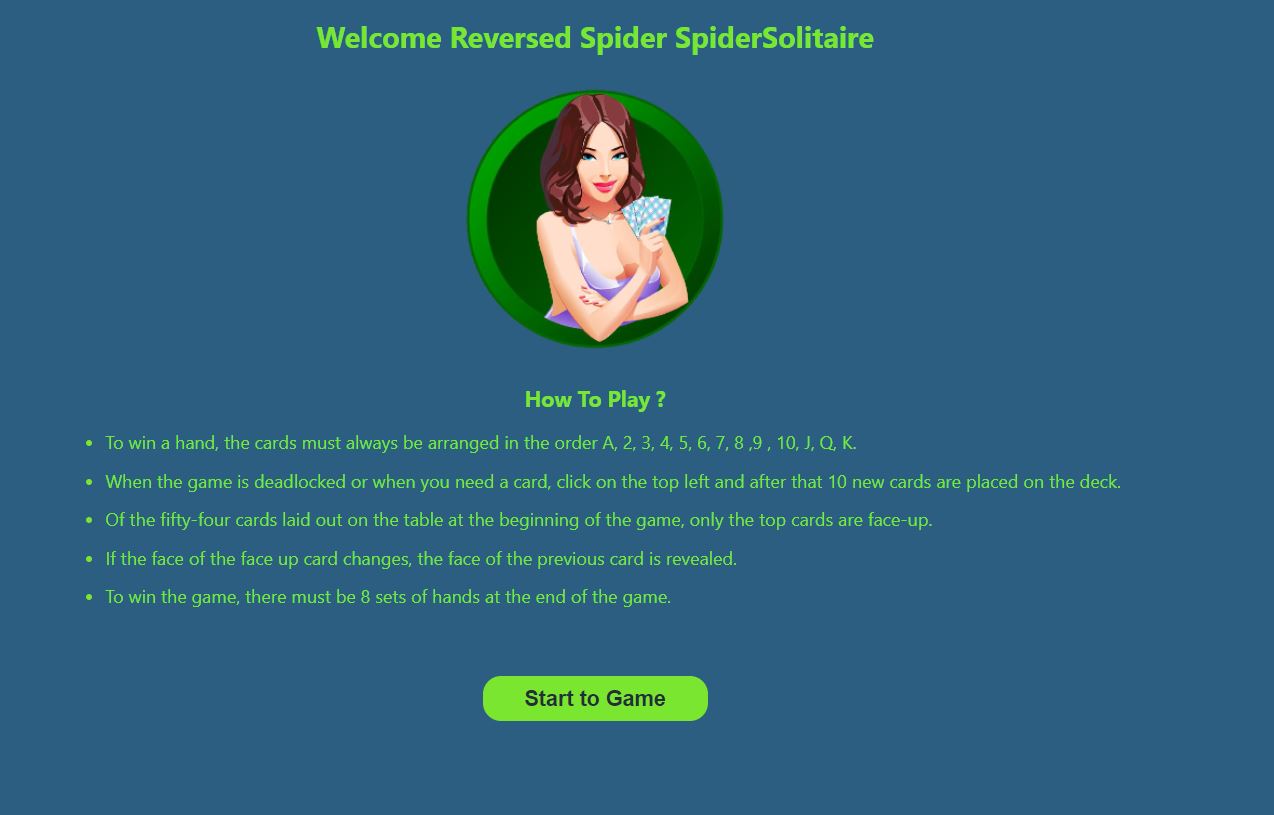 Welcome Reversed Spider SpiderSolitaire
How To Play ?
• To win a hand, the cards must always be arranged in the order A, 2, 3, 4, 5, 6, 7, 8 ,9 , 10, J, Q, K.
• When the game is deadlocked or when you need a card, click on the top left and after that 10 new cards are placed on the deck.
• Of the fifty-four cards laid out on the table at the beginning of the game, only the top cards are face-up.
• If the face of the face up card changes, the face of the previous card is revealed.
• To win the game, there must be 8 sets of hands at the end of the game.
Start to Game